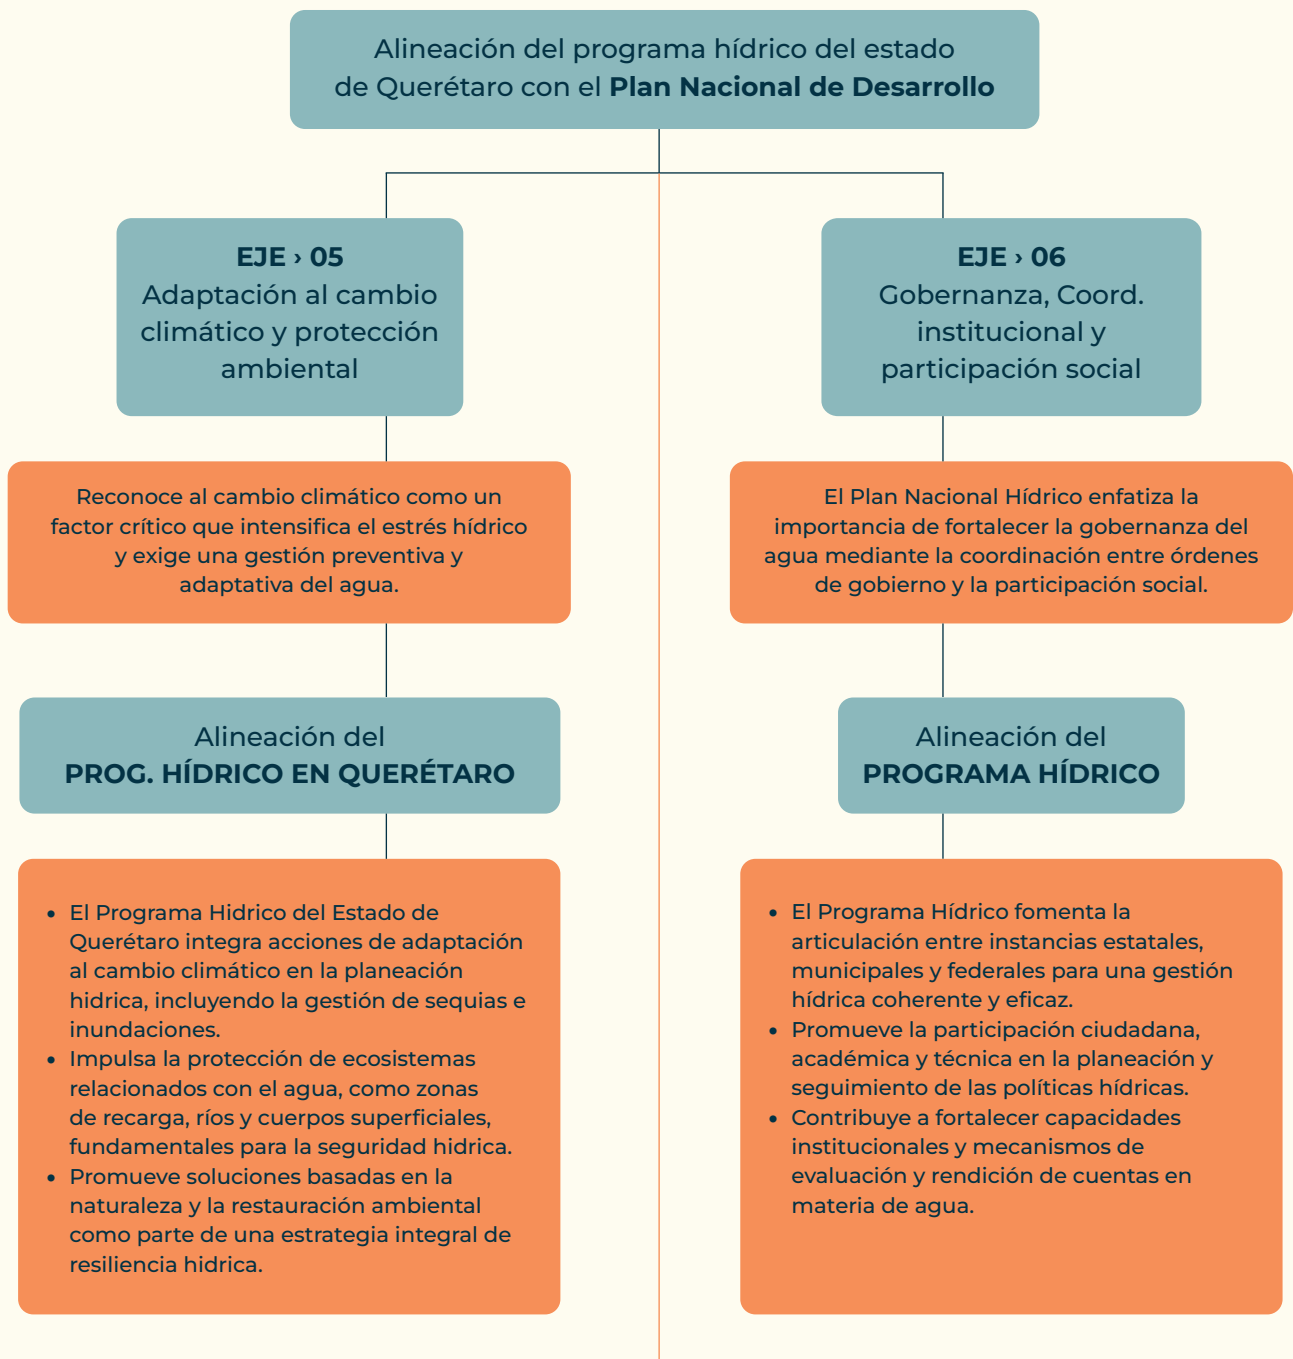 Alineación del programa hídrico del estado
de Querétaro con el Plan Nacional de Desarrollo
EJE › 05
Adaptación al cambio
climático y protección
ambiental
Reconoce al cambio climático como un
factor crítico que intensifica el estrés hídrico
y exige una gestión preventiva y
adaptativa del agua.
Alineación del
PROG. HÍDRICO EN QUERÉTARO
• El Programa Hidrico del Estado de
Querétaro integra acciones de adaptación
al cambio climático en la planeación
hidrica, incluyendo la gestión de sequias e
inundaciones.
• Impulsa la protección de ecosistemas
relacionados con el agua, como zonas
de recarga, ríos y cuerpos superficiales,
fundamentales para la seguridad hidrica.
• Promueve soluciones basadas en la
naturaleza y la restauración ambiental
como parte de una estrategia integral de
resiliencia hidrica.
EJE › 06
Gobernanza, Coord.
institucional y
participación social
El Plan Nacional Hídrico enfatiza la
importancia de fortalecer la gobernanza del
agua mediante la coordinación entre órdenes
de gobierno y la participación social.
Alineación del
PROGRAMA HÍDRICO
• El Programa Hídrico fomenta la
articulación entre instancias estatales,
municipales y federales para una gestión
hídrica coherente y eficaz.
• Promueve la participación ciudadana,
académica y técnica en la planeación y
seguimiento de las políticas hídricas.
• Contribuye a fortalecer capacidades
institucionales y mecanismos de
evaluación y rendición de cuentas en
materia de agua.